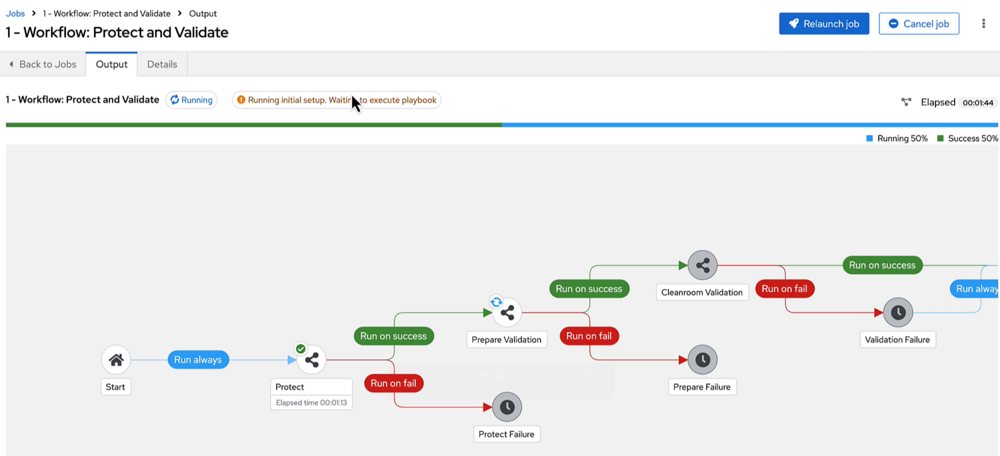 Jobs > 1 - Workflow: Protect and Validate > Output
1 - Workflow: Protect and Validate
Relaunch job
Cancel job
Back to Jobs
Output
Details
1 - Workflow: Protect and Validate
Running
Running initial setup. Waitin to execute playbook
Elapsed 00:01:44
Running 50%
Success 50%
Run on success
Run on success
Cleanroom Validation
Run on fail
Run alway
Run on success
Prepare Validation
Run on fail
Validation Failure
Start
Run always
Protect
Elapsed time 00:01:13
Run on fail
Prepare Failure
Protect Failure